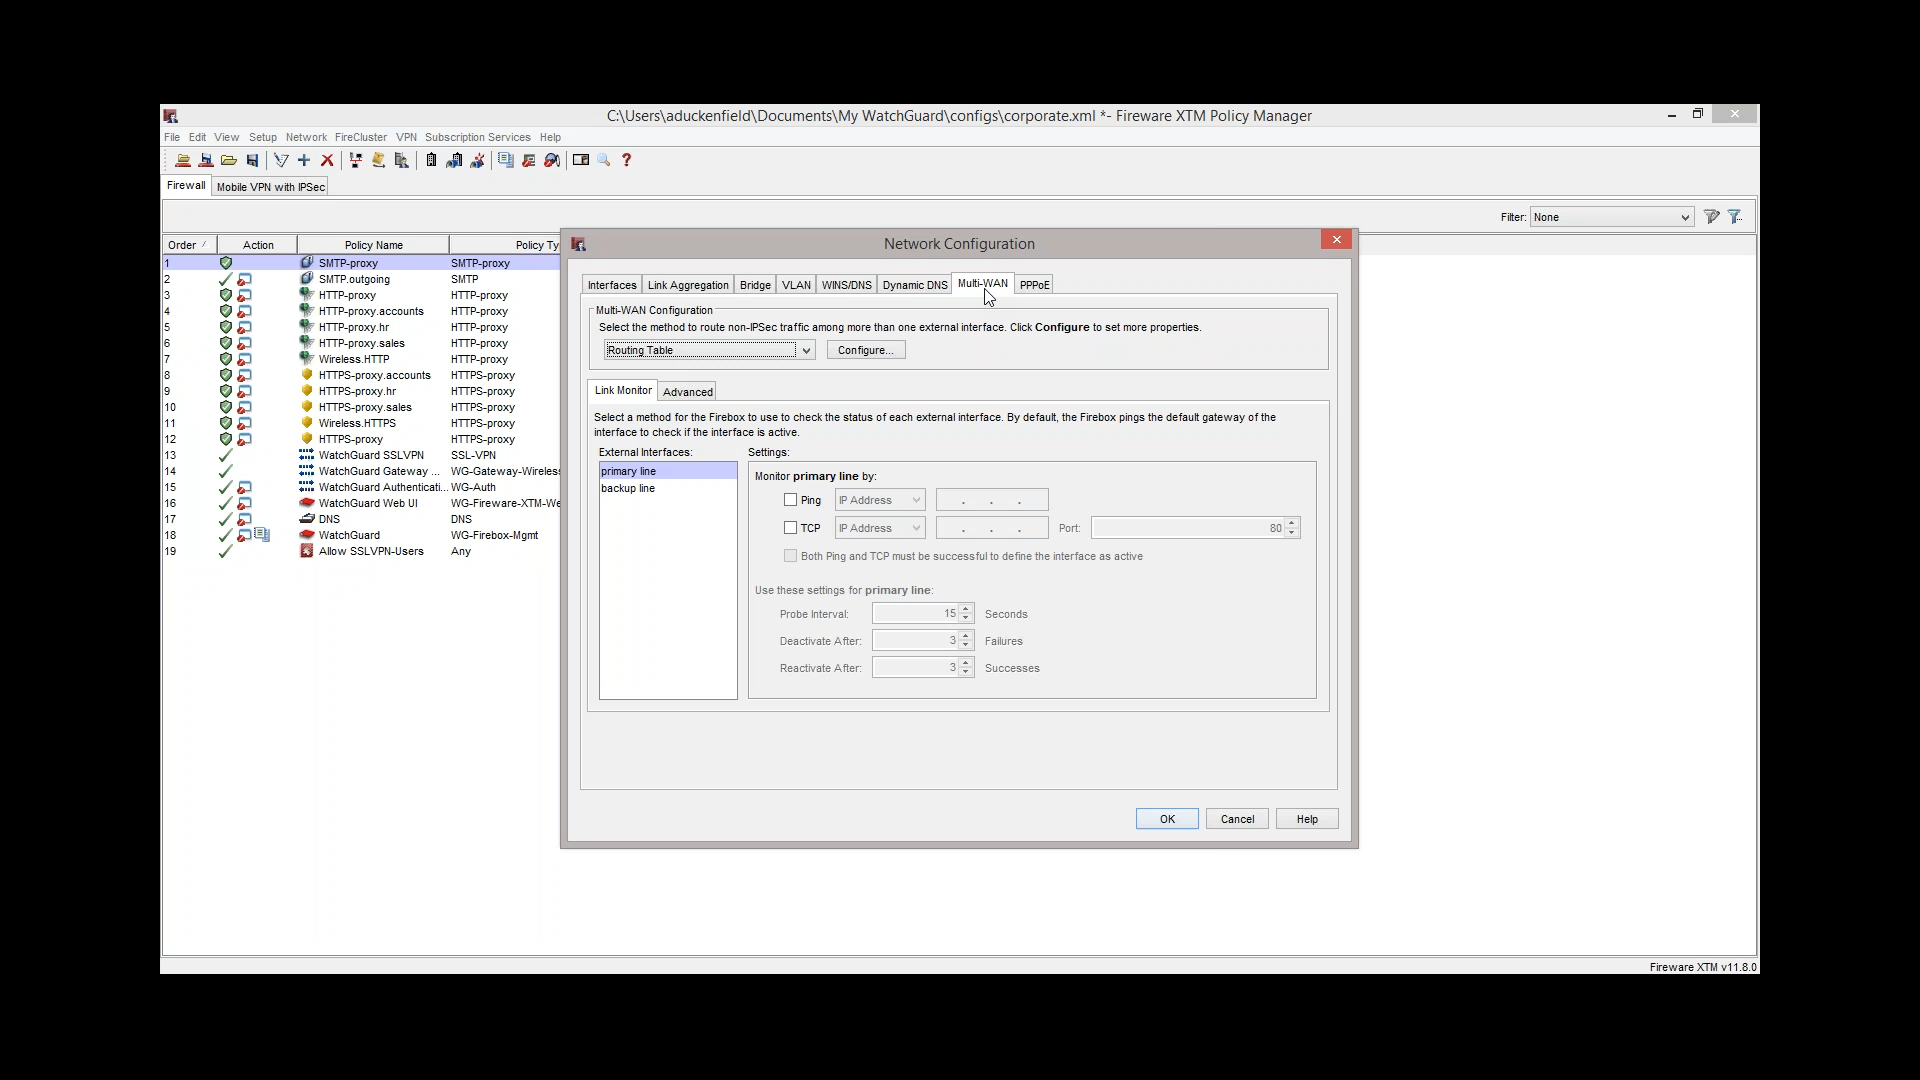 C:\Users\aduckenfield\Documents\My WatchGuard\configs\corporate.xml *- Fireware XTM Policy Manager
File Edit View Setup Network FireCluster VPN Subscription Services Help
Firewall Mobile VPN with IPSec
Filter: None
Order Action Policy Name Policy Ty
1 SMTP-proxy SMTP-proxy
2 SMTP.outgoing SMTP
3 HTTP-proxy HTTP-proxy
4 HTTP-proxy.accounts HTTP-proxy
5 HTTP-proxy.hr HTTP-proxy
6 HTTP-proxy.sales HTTP-proxy
7 Wireless.HTTP HTTP-proxy
8 HTTPS-proxy.accounts HTTPS-proxy
9 HTTPS-proxy.hr HTTPS-proxy
10 HTTPS-proxy.sales HTTPS-proxy
11 Wireless.HTTPS HTTPS-proxy
12 HTTPS-proxy HTTPS-proxy
13 WatchGuard SSLVPN SSL-VPN
14 WatchGuard Gateway ... WG-Gateway-Wireless
15 WatchGuard Authenticati... WG-Auth
16 WatchGuard Web UI WG-Fireware-XTM-We
17 DNS DNS
18 WatchGuard WG-Firebox-Mgmt
19 Allow SSLVPN-Users Any
Network Configuration
Interfaces Link Aggregation Bridge VLAN WINS/DNS Dynamic DNS Multi-WAN PPPoE
Multi-WAN Configuration
Select the method to route non-IPSec traffic among more than one external interface. Click Configure to set more properties.
Routing Table Configure...
Link Monitor Advanced
Select a method for the Firebox to use to check the status of each external interface. By default, the Firebox pings the default gateway of the
interface to check if the interface is active.
External Interfaces: Settings:
primary line
backup line
Monitor primary line by:
Ping IP Address . . .
TCP IP Address . . . Port: 80
Both Ping and TCP must be successful to define the interface as active
Use these settings for primary line:
Probe Interval: 15 Seconds
Deactivate After: 3 Failures
Reactivate After: 3 Successes
OK Cancel Help
Fireware XTM v11.8.0